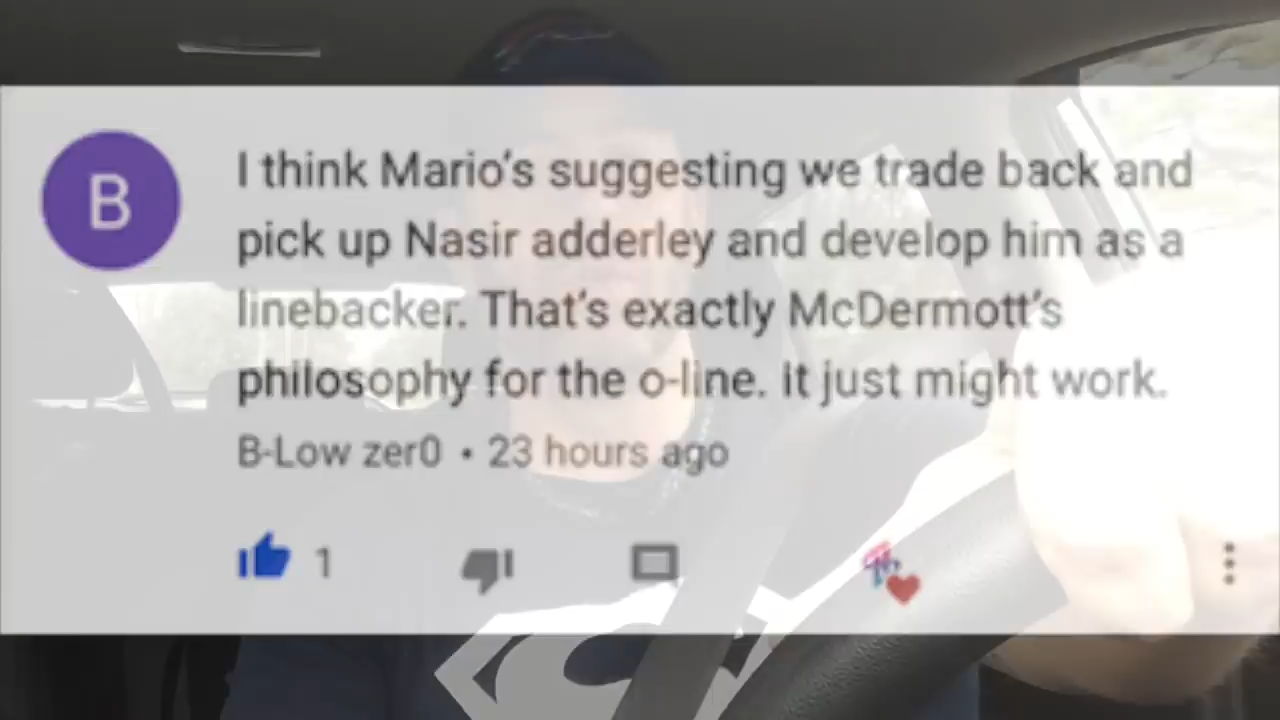 B
I think Mario's suggesting we trade back and
pick up Nasir adderley and develop him as a
linebacker. That's exactly McDermott's
philosophy for the o-line. It just might work.
B-Low zer0 • 23 hours ago
1